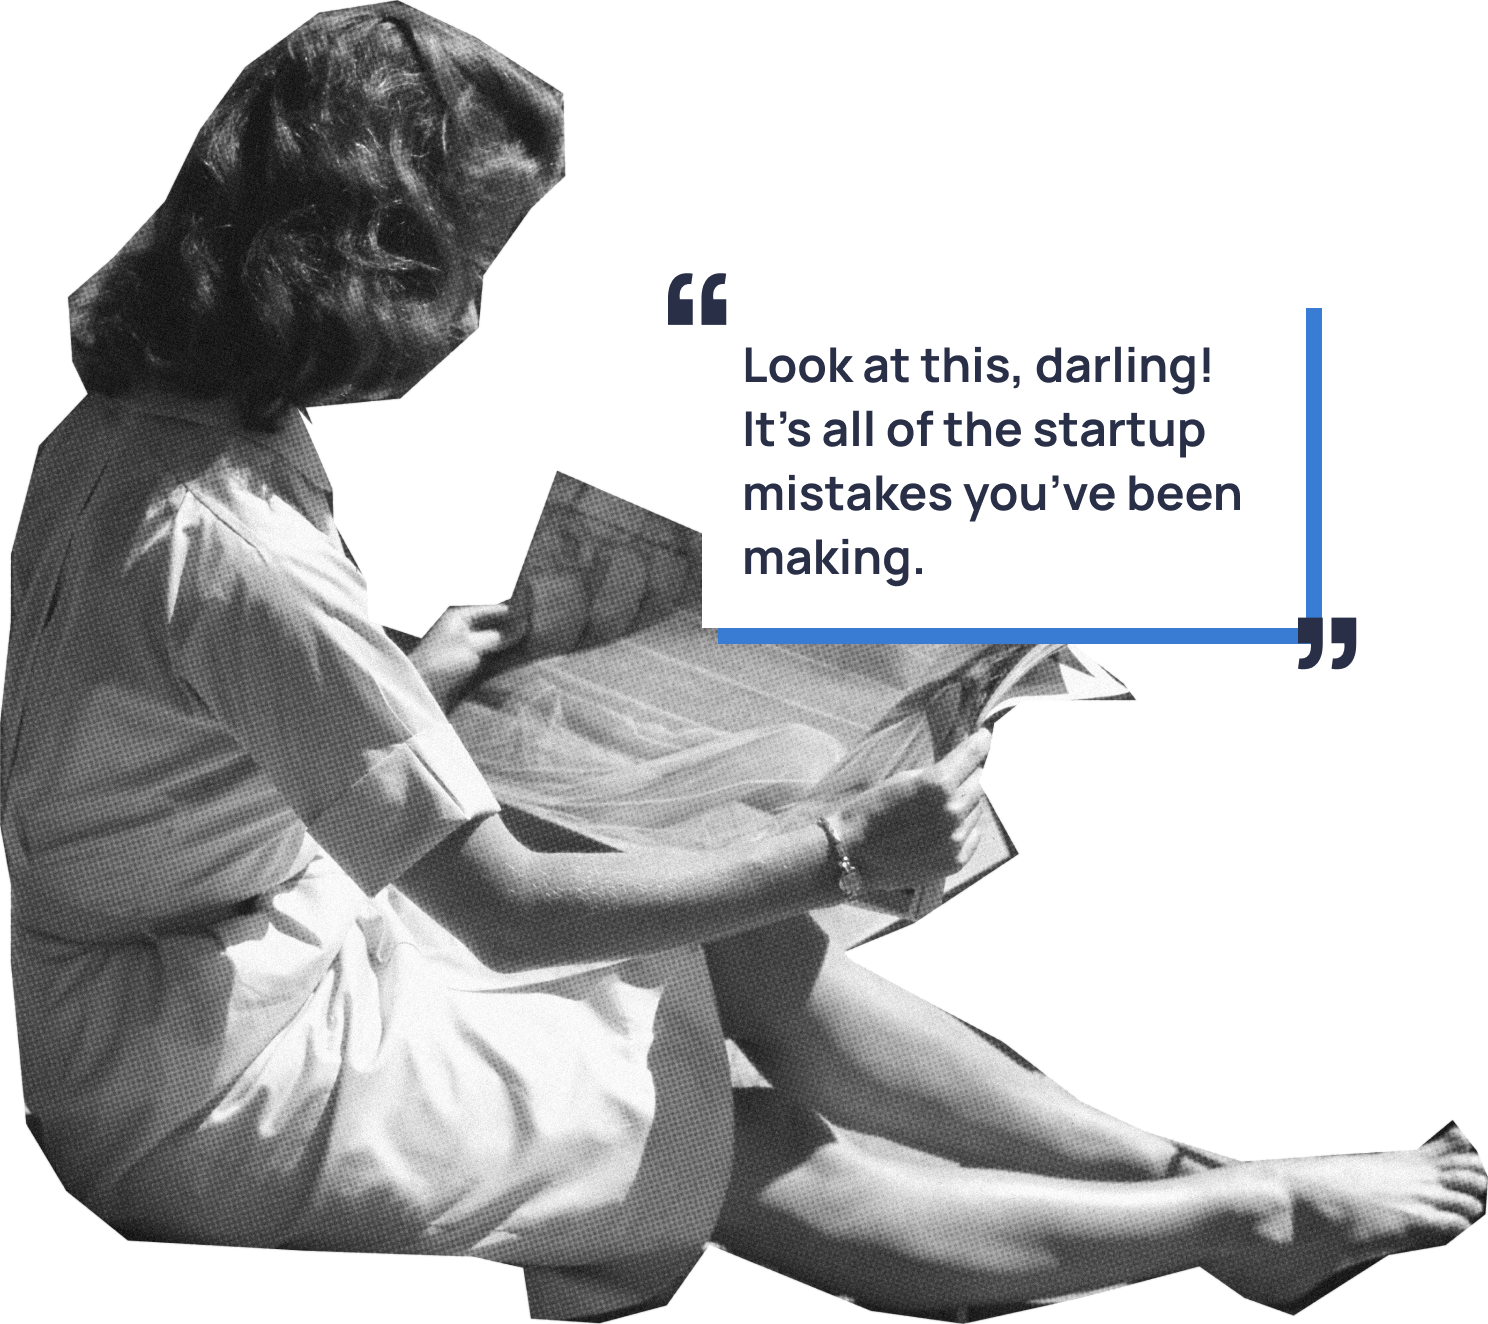 “
Look at this, darling!
It’s all of the startup
mistakes you’ve been
making.
”